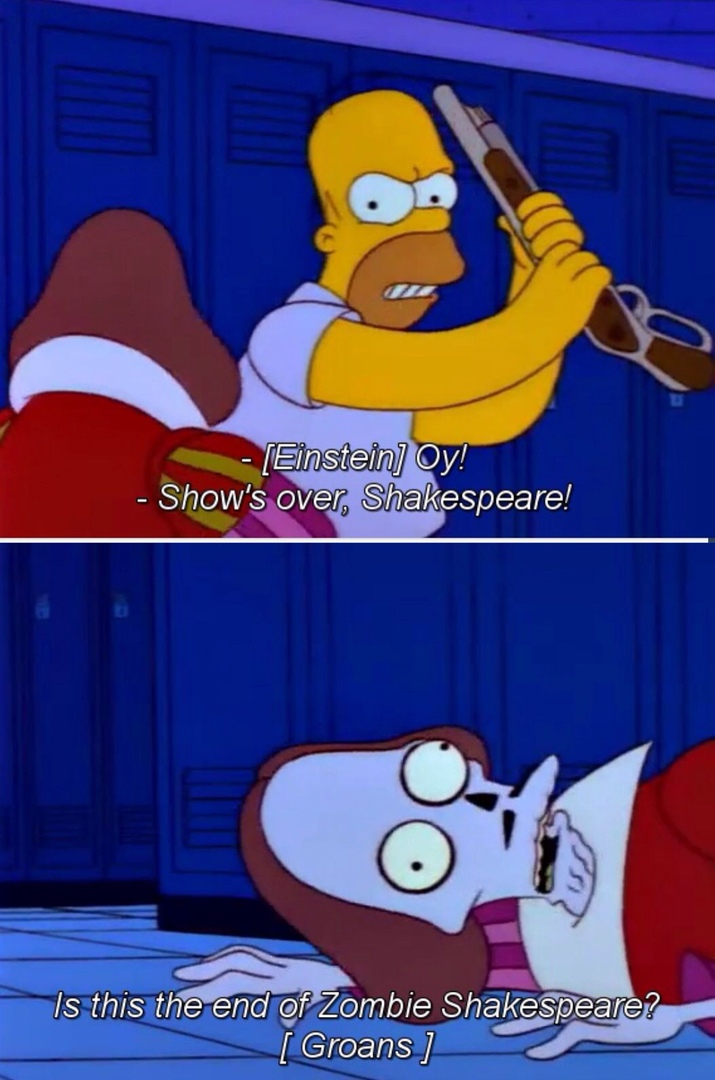 - [Einstein] Oy!
- Show's over, Shakespeare!
Is this the end of Zombie Shakespeare?
[ Groans ]